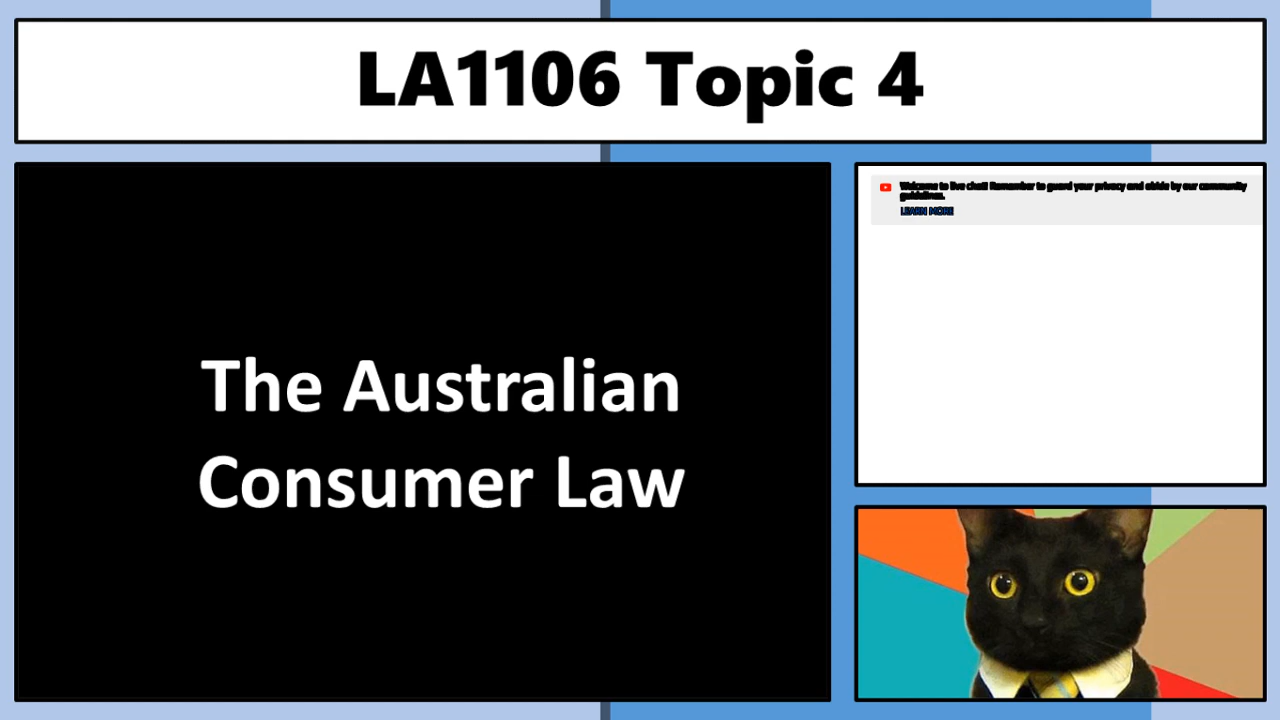 LA1106 Topic 4
The Australian
Consumer Law
Welcome to live chat! Remember to guard your privacy and abide by our community
guidelines.
LEARN MORE